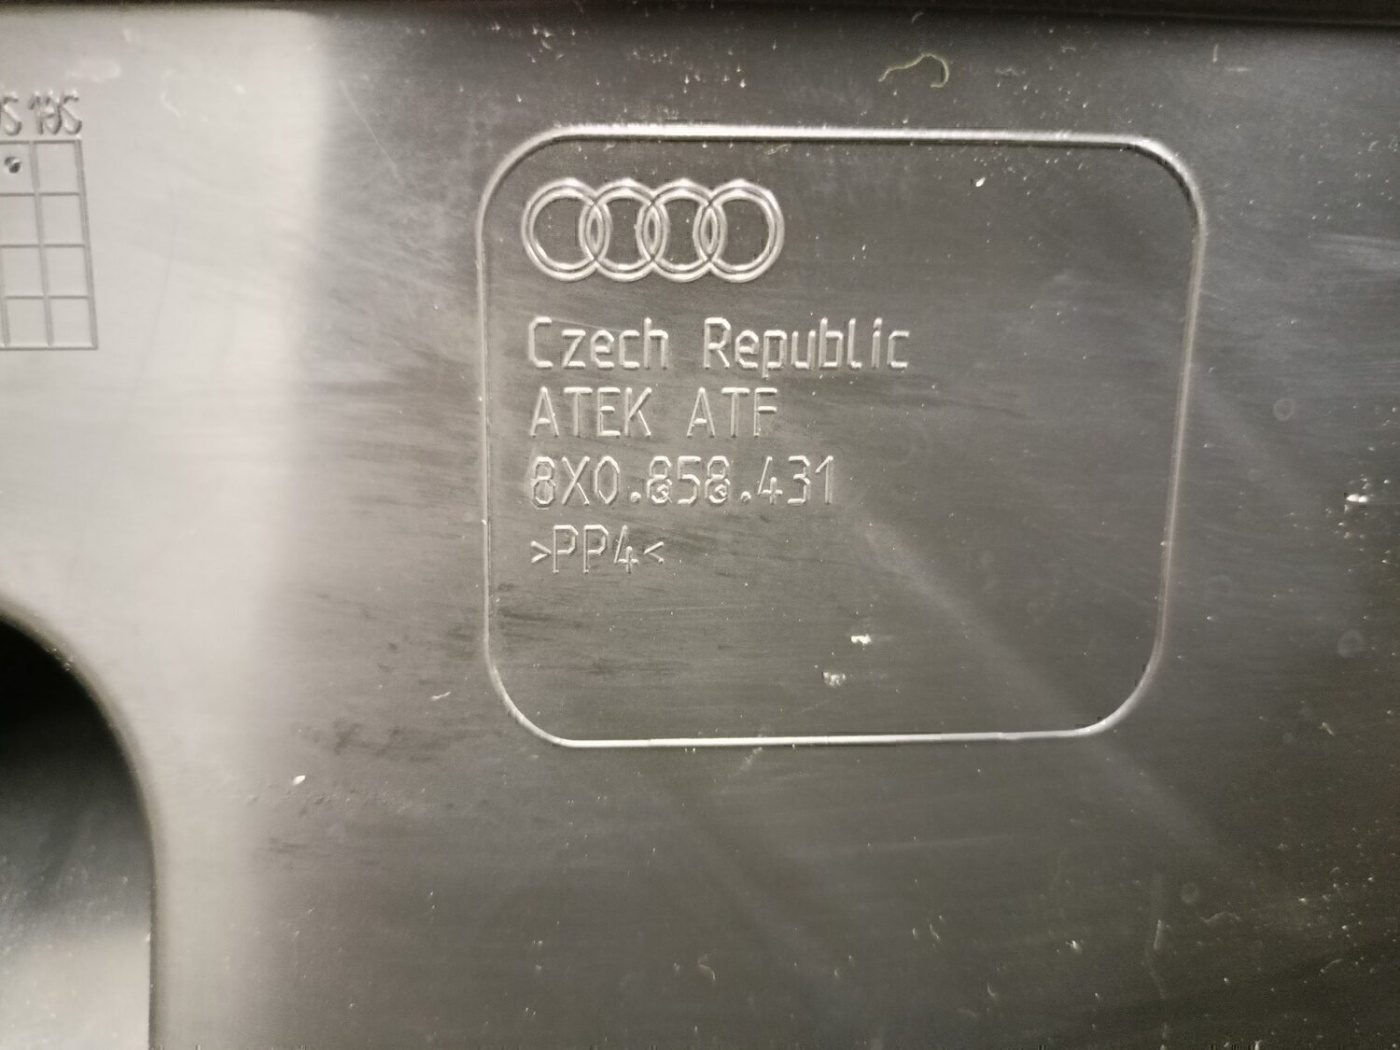 Czech Republic
ATEK ATF
8X0.858.431
>PP4<